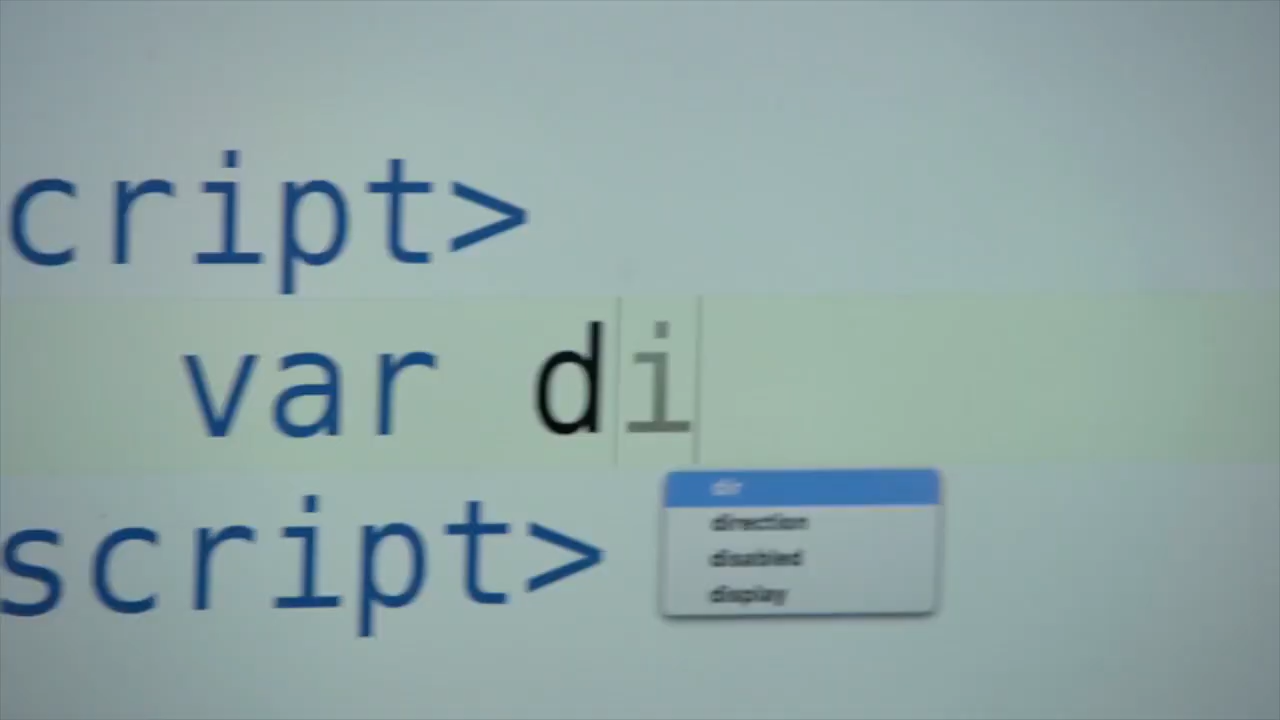 cript>
var di
script>
dir
direction
disabled
display